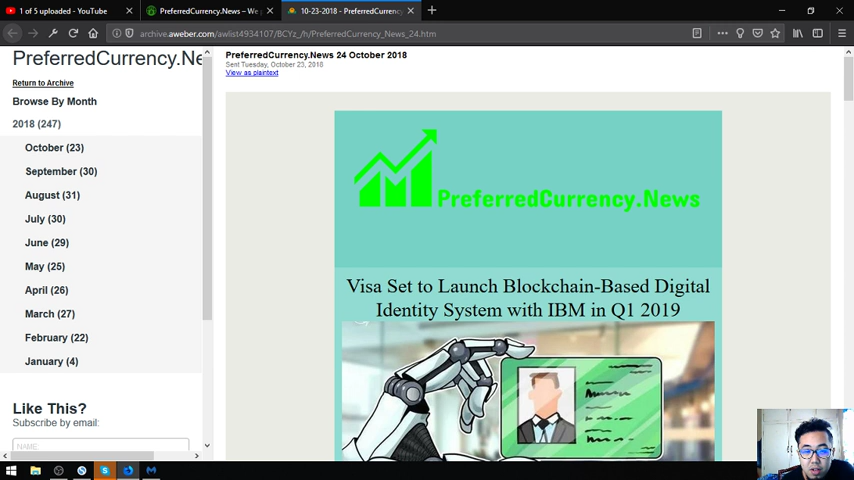 1 of 5 uploaded - YouTube
PreferredCurrency.News – We p
10-23-2018 - PreferredCurrency
archive.aweber.com/awlist4934107/BCYz_/h/PreferredCurrency_News_24.htm
PreferredCurrency.Ne
Return to Archive
Browse By Month
2018 (247)
October (23)
September (30)
August (31)
July (30)
June (29)
May (25)
April (26)
March (27)
February (22)
January (4)
Like This?
Subscribe by email:
NAME:
PreferredCurrency.News 24 October 2018
Sent Tuesday, October 23, 2018
View as plaintext
PreferredCurrency.News
Visa Set to Launch Blockchain-Based Digital
Identity System with IBM in Q1 2019